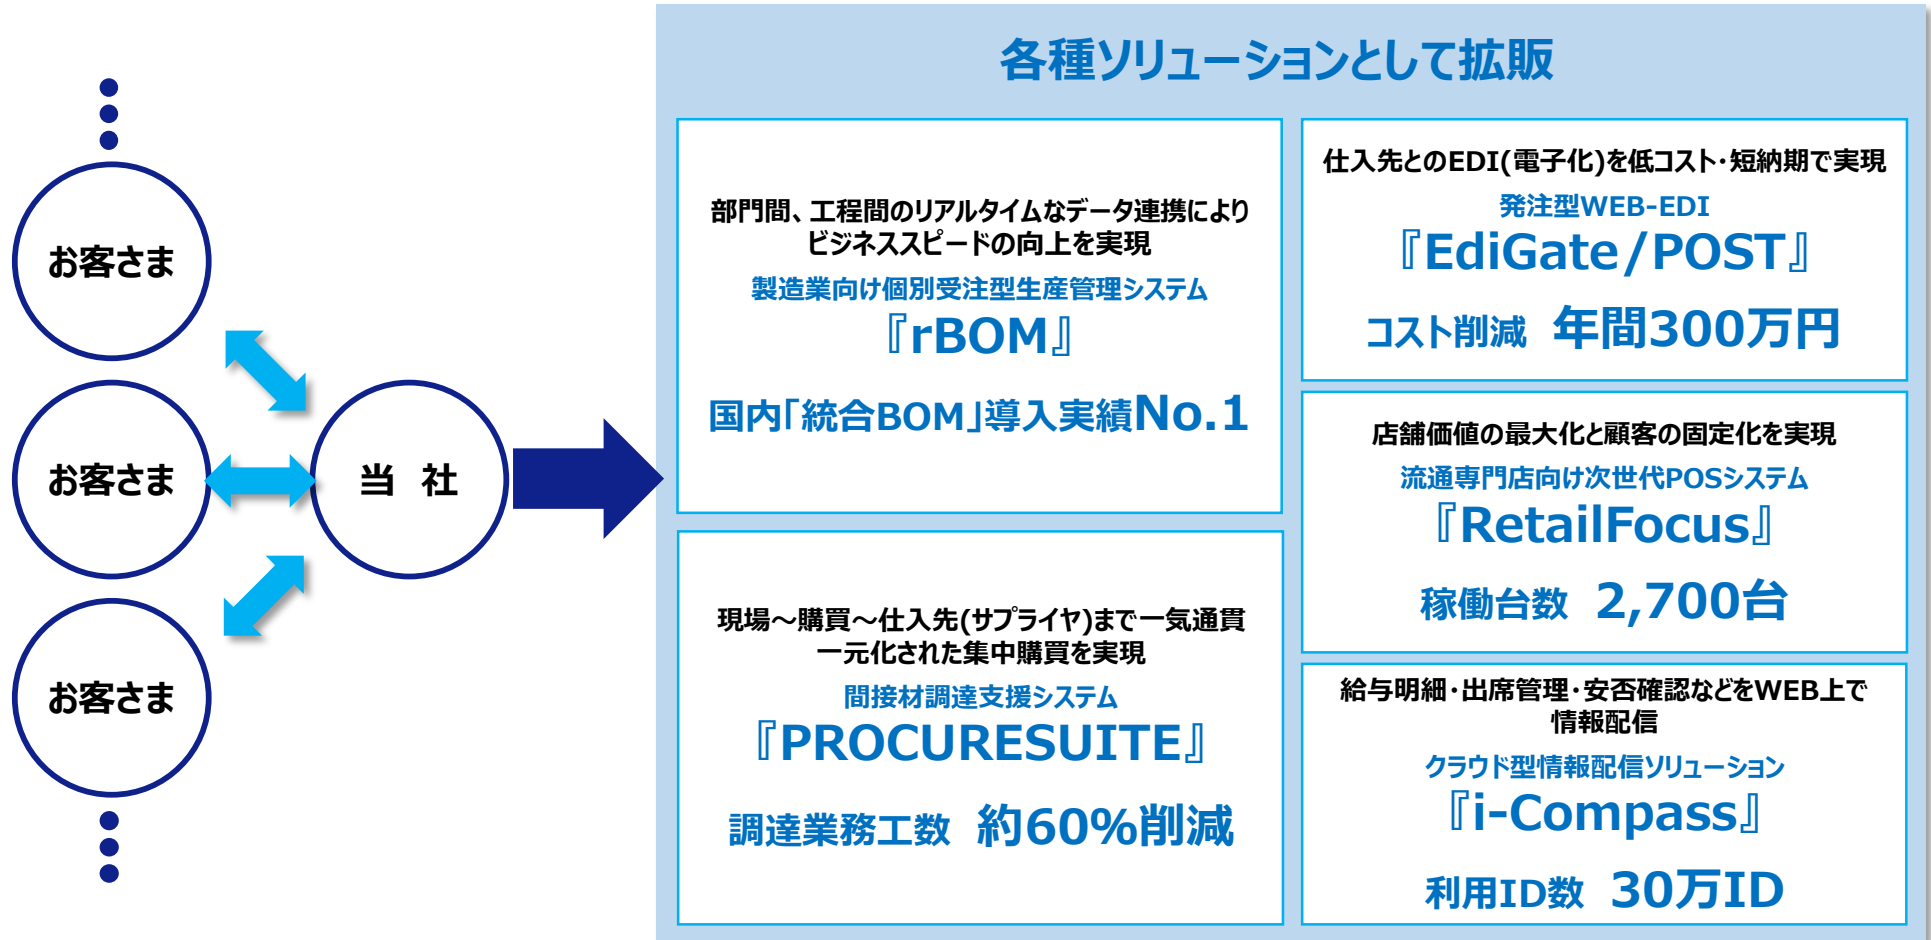 お客さま
お客さま
お客さま
当 社
各種ソリューションとして拡販
部門間、工程間のリアルタイムなデータ連携により
ビジネススピードの向上を実現
製造業向け個別受注型生産管理システム
『rBOM』
国内「統合BOM」導入実績No.1
現場～購買～仕入先(サプライヤ)まで一気通貫
一元化された集中購買を実現
間接材調達支援システム
『PROCURESUITE』
調達業務工数 約60%削減
仕入先とのEDI(電子化)を低コスト・短納期で実現
発注型WEB-EDI
『EdiGate/POST』
コスト削減 年間300万円
店舗価値の最大化と顧客の固定化を実現
流通専門店向け次世代POSシステム
『RetailFocus』
稼働台数 2,700台
給与明細・出席管理・安否確認などをWEB上で
情報配信
クラウド型情報配信ソリューション
『i-Compass』
利用ID数 30万ID